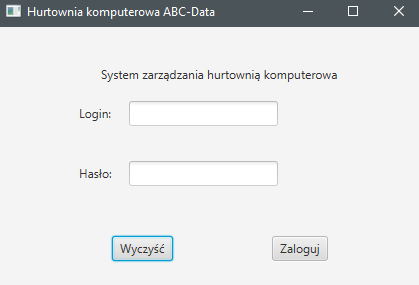 Hurtownia komputerowa ABC-Data
System zarządzania hurtownią komputerowa
Login:
Hasło:
Wyczyść
Zaloguj